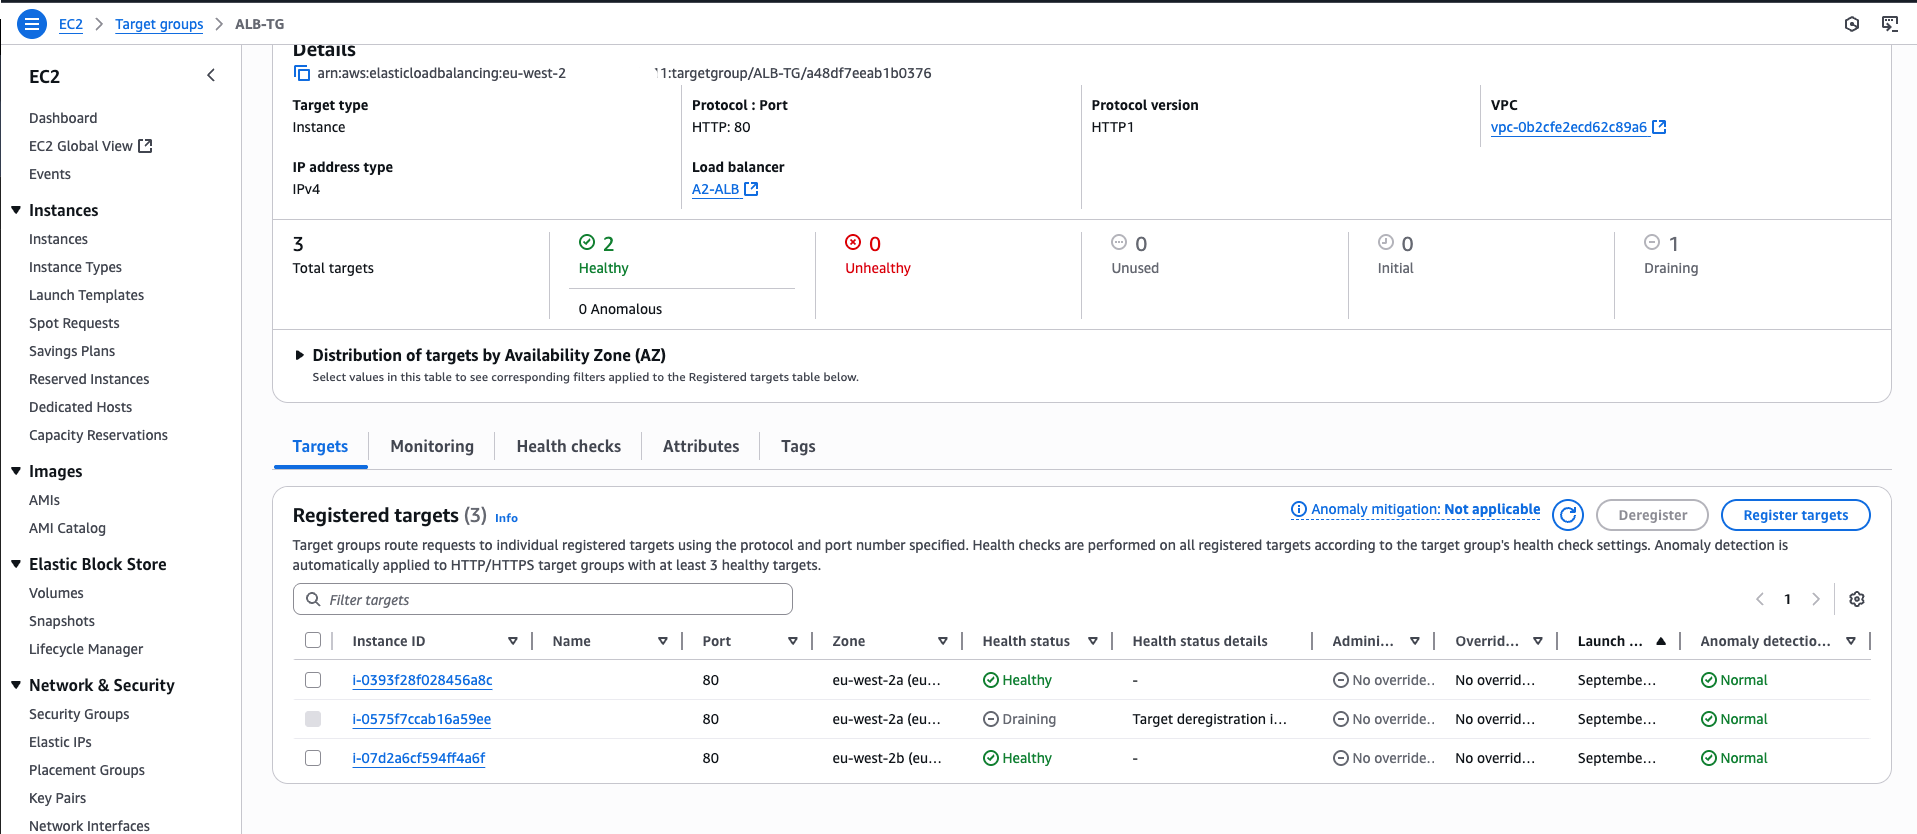 EC2 > Target groups > ALB-TG
EC2
Dashboard
EC2 Global View
Events
Instances
Instances
Instance Types
Launch Templates
Spot Requests
Savings Plans
Reserved Instances
Dedicated Hosts
Capacity Reservations
Images
AMIs
AMI Catalog
Elastic Block Store
Volumes
Snapshots
Lifecycle Manager
Network & Security
Security Groups
Elastic IPs
Placement Groups
Key Pairs
Network Interfaces
Details
arn:aws:elasticloadbalancing:eu-west-2 1:targetgroup/ALB-TG/a48df7eeab1b0376
Target type
Instance
Protocol : Port
HTTP: 80
Protocol version
HTTP1
VPC
vpc-0b2cfe2ecd62c89a6
IP address type
IPv4
Load balancer
A2-ALB
3
Total targets
2
Healthy
0 Anomalous
0
Unhealthy
0
Unused
0
Initial
1
Draining
Distribution of targets by Availability Zone (AZ)
Select values in this table to see corresponding filters applied to the Registered targets table below.
Targets Monitoring Health checks Attributes Tags
Registered targets (3) Info
Anomaly mitigation: Not applicable Deregister Register targets
Target groups route requests to individual registered targets using the protocol and port number specified. Health checks are performed on all registered targets according to the target group's health check settings. Anomaly detection is
automatically applied to HTTP/HTTPS target groups with at least 3 healthy targets.
Filter targets
1
Instance ID Name Port Zone Health status Health status details Admini... Overrid... Launch ... Anomaly detectio...
i-0393f28f028456a8c 80 eu-west-2a (eu... Healthy - No override.. No overrid... Septembe... Normal
i-0575f7ccab16a59ee 80 eu-west-2a (eu... Draining Target deregistration i... No override.. No overrid... Septembe... Normal
i-07d2a6cf594ff4a6f 80 eu-west-2b (eu... Healthy - No override.. No overrid... Septembe... Normal